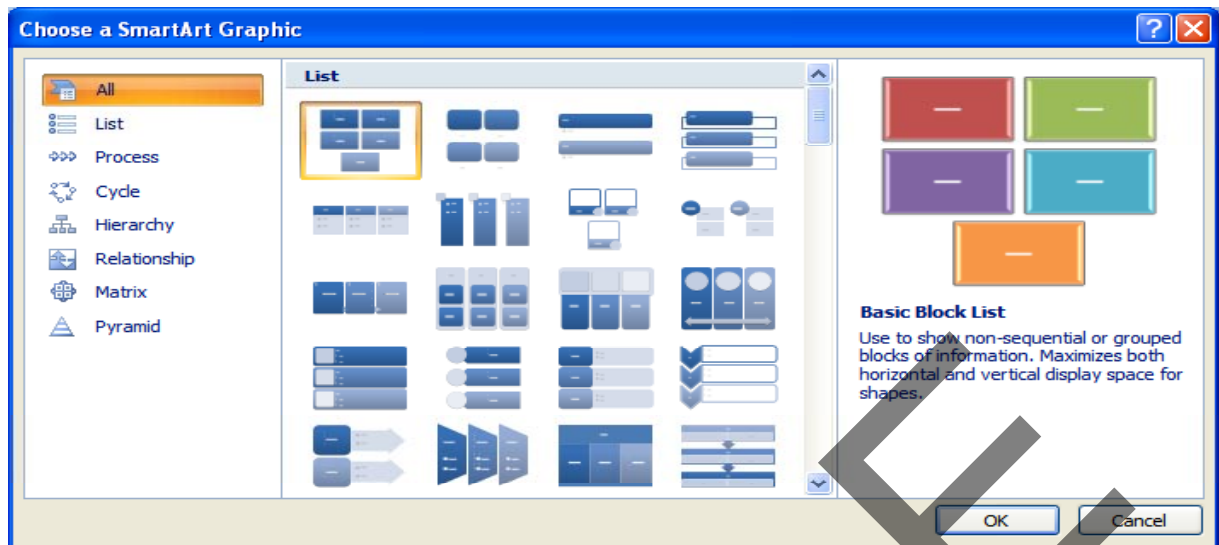 Choose a SmartArt Graphic
All
List
Process
Cycle
Hierarchy
Relationship
Matrix
Pyramid
List
Basic Block List
Use to show non-sequential or grouped
blocks of information. Maximizes both
horizontal and vertical display space for
shapes.
OK
Cancel